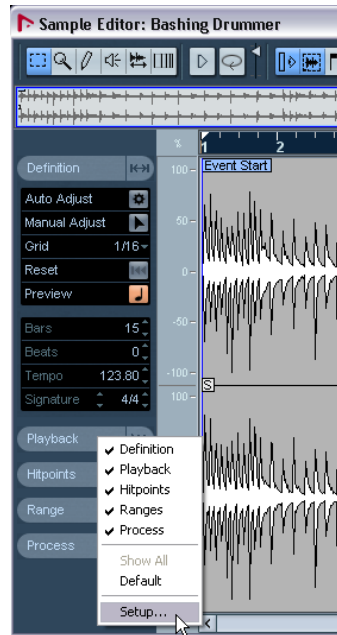 Sample Editor: Bashing Drummer
%
1 2
Definition
100
Event Start
Auto Adjust
Manual Adjust
50
Grid 1/16
Reset
0
Preview
Bars 15
-50
Beats 0
Tempo 123.80
-100
S
Signature 4/4
100
Playback
Hitpoints
Range
Process
Definition
Playback
Hitpoints
Ranges
Process
Show All
Default
Setup...